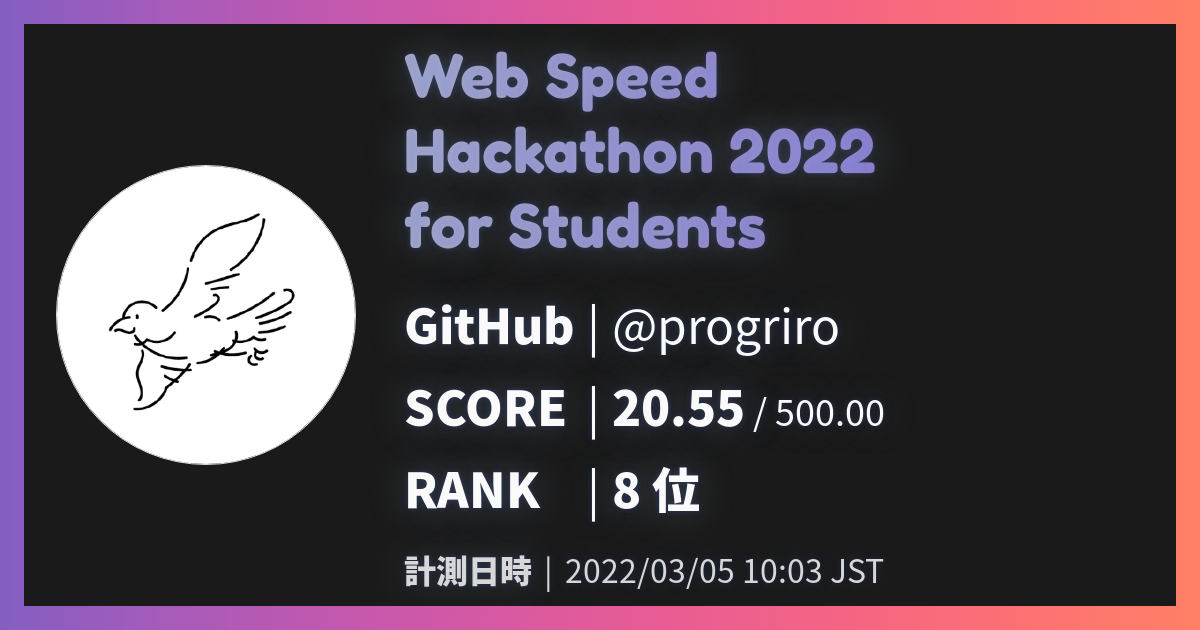 Web Speed
Hackathon 2022
for Students
GitHub | @progriro
SCORE | 20.55 / 500.00
RANK | 8 位
計測日時 | 2022/03/05 10:03 JST